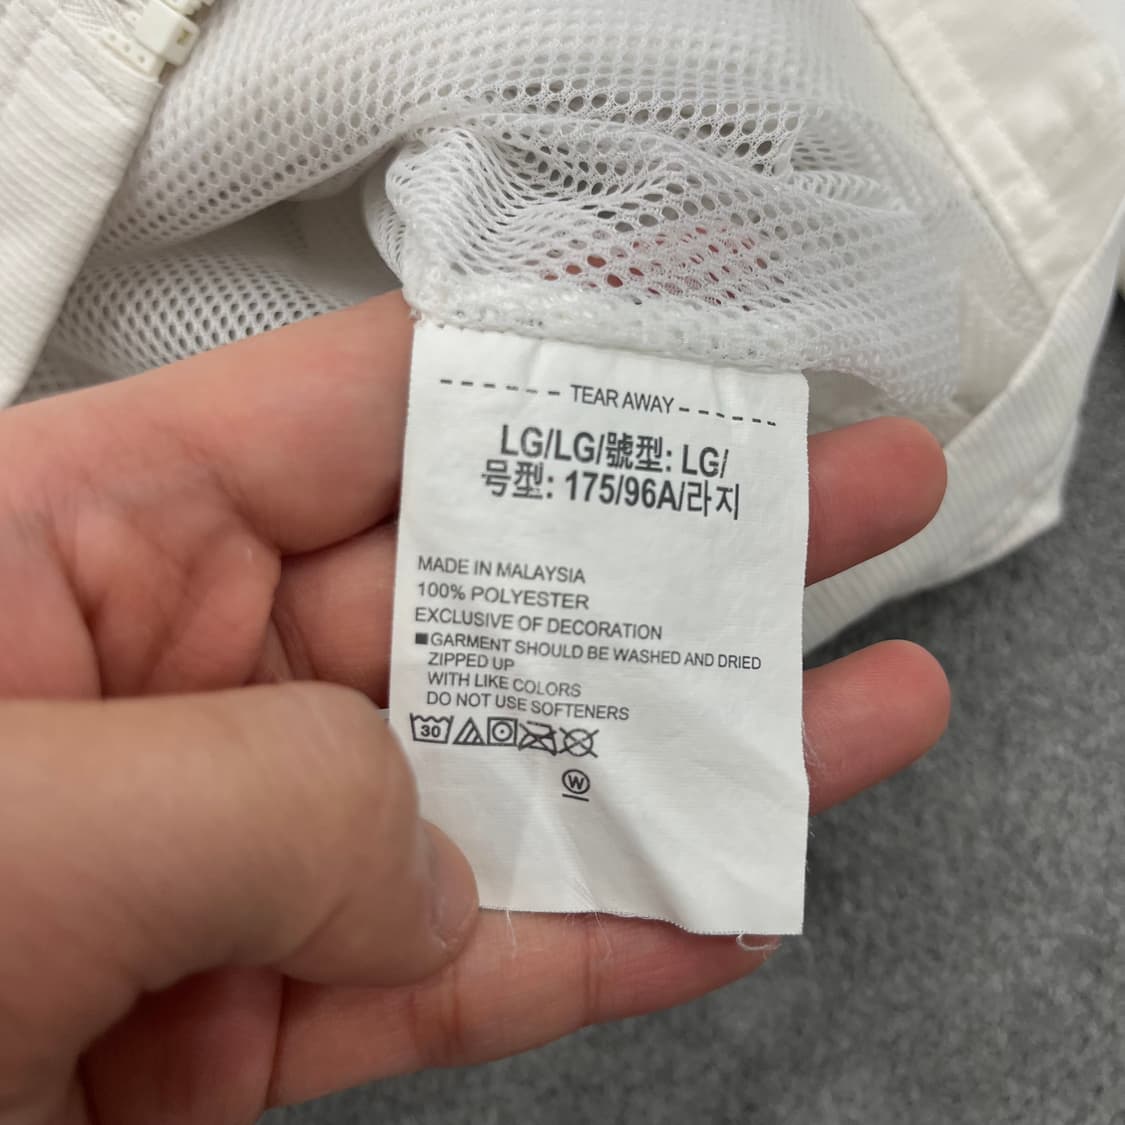 TEAR AWAY
LG/LG/號型: LG/
号型: 175/96A/라지
MADE IN MALAYSIA
100% POLYESTER
EXCLUSIVE OF DECORATION
■GARMENT SHOULD BE WASHED AND DRIED
ZIPPED UP
WITH LIKE COLORS
DO NOT USE SOFTENERS
30
W